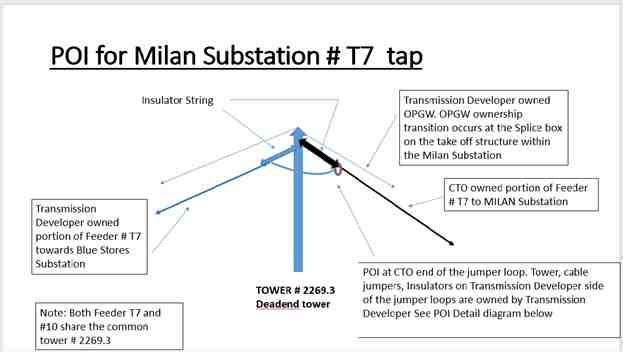 POI for Milan Substation # T7 tap
Insulator String
Transmission Developer owned
OPGW. OPGW ownership
transition occurs at the Splice box
on the take off structure within
the Milan Substation
CTO owned portion of Feeder
# T7 to MILAN Substation
Transmission
Developer owned
portion of Feeder # T7
towards Blue Stores
Substation
POI at CTO end of the jumper loop. Tower, cable
jumpers, Insulators on Transmission Developer side
of the jumper loops are owned by Transmission
Developer See POI Detail diagram below
TOWER # 2269.3
Deadend tower
Note: Both Feeder T7 and
#10 share the common
tower # 2269.3